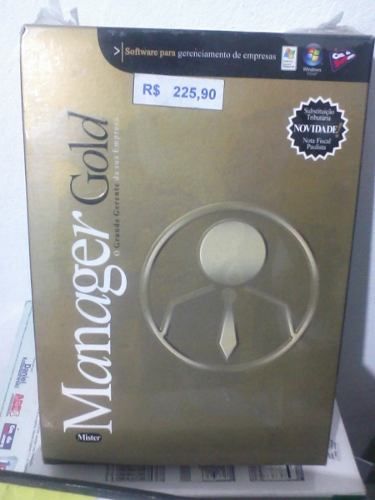 > Software para gerenciamento de empresas
Windows
R$ 225,90
Substituição
Tributária
NOVIDADE!
Nota Fiscal
Paulista
Mister
Manager Gold
O Grande Gerente da sua Empresa